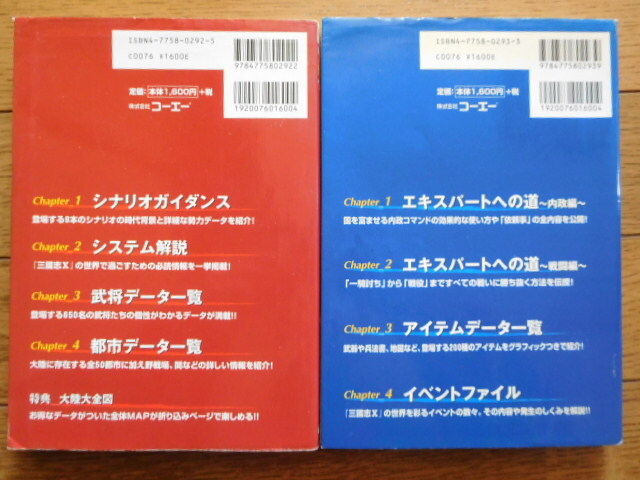 ISBN4-7758-0292-5
C0076 ¥1600E
9784775802922
定価: 本体1,600円 +税
株式会社 コーエー
1920076016004
Chapter_1 シナリオガイダンス
登場する8本のシナリオの時代背景と詳細な勢力データを紹介!
Chapter_2 システム解説
『三國志X』の世界で過ごすための必読情報を一挙掲載!
Chapter_3 武将データ一覧
登場する650名の武将たちの個性がわかるデータが満載!!
Chapter_4 都市データ一覧
大陸に存在する全50都市に加え野戦場、関などの詳しい情報を紹介!
特典 大陸大全図
お得なデータがついた全体MAPが折り込みページで楽しめる!!
ISBN4-7758-0293-3
C0076 ¥1600E
9784775802939
定価: 本体1,600円 +税
株式会社 コーエー
1920076016004
Chapter_1 エキスパートへの道~内政編~
国を富ませる内政コマンドの効果的な使い方や「依頼事」の全内容を公開!
Chapter_2 エキスパートへの道~戦闘編~
「一騎討ち」から「戦役」まですべての戦いに勝ち抜く方法を伝授!
Chapter_3 アイテムデータ一覧
武器や兵法書、地図など、登場する200種のアイテムをグラフィックつきで紹介!
Chapter_4 イベントファイル
『三國志X』の世界を彩るイベントの数々。その内容や発生のしくみを解説!!